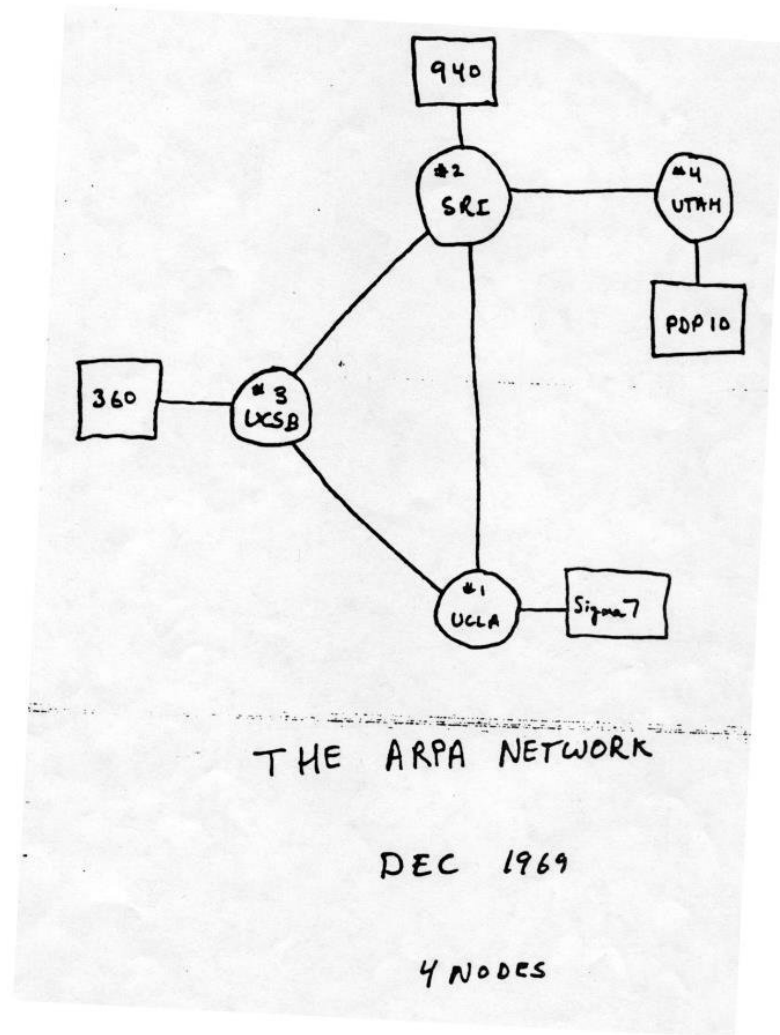 940
#2
SRI
#4
UTAH
PDP 10
360
#3
UCSB
#1
UCLA
Sigma 7
THE ARPA NETWORK
DEC 1969
4 NODES